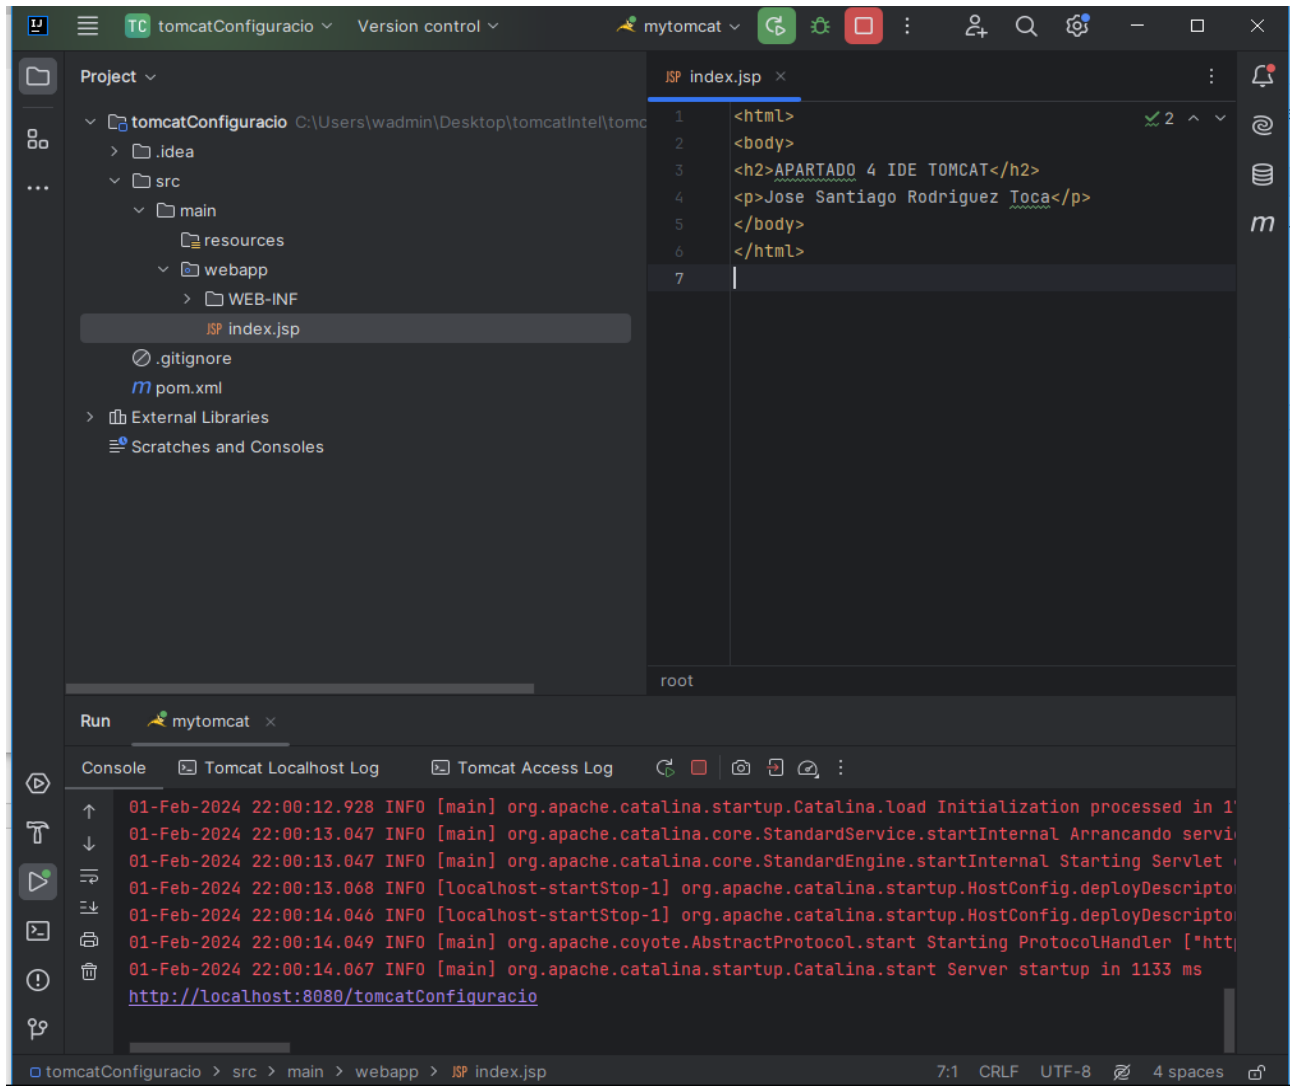 TC tomcatConfiguracio Version control mytomcat
Project
tomcatConfiguracio C:\Users\wadmin\Desktop\tomcatIntel\tomc
.idea
src
main
resources
webapp
WEB-INF
JSP index.jsp
.gitignore
m pom.xml
External Libraries
Scratches and Consoles
JSP index.jsp
1 <html>
2 <body>
3 <h2>APARTADO 4 IDE TOMCAT</h2>
4 <p>Jose Santiago Rodriguez Toca</p>
5 </body>
6 </html>
7
2
m
root
Run mytomcat
Console Tomcat Localhost Log Tomcat Access Log
01-Feb-2024 22:00:12.928 INFO [main] org.apache.catalina.startup.Catalina.load Initialization processed in
01-Feb-2024 22:00:13.047 INFO [main] org.apache.catalina.core.StandardService.startInternal Arrancando servi
01-Feb-2024 22:00:13.047 INFO [main] org.apache.catalina.core.StandardEngine.startInternal Starting Servlet
01-Feb-2024 22:00:13.068 INFO [localhost-startStop-1] org.apache.catalina.startup.HostConfig.deployDescripto
01-Feb-2024 22:00:14.046 INFO [localhost-startStop-1] org.apache.catalina.startup.HostConfig.deployDescripto
01-Feb-2024 22:00:14.049 INFO [main] org.apache.coyote.AbstractProtocol.start Starting ProtocolHandler ["htt
01-Feb-2024 22:00:14.067 INFO [main] org.apache.catalina.startup.Catalina.start Server startup in 1133 ms
http://localhost:8080/tomcatConfiguracio
tomcatConfiguracio > src > main > webapp > JSP index.jsp 7:1 CRLF UTF-8 4 spaces